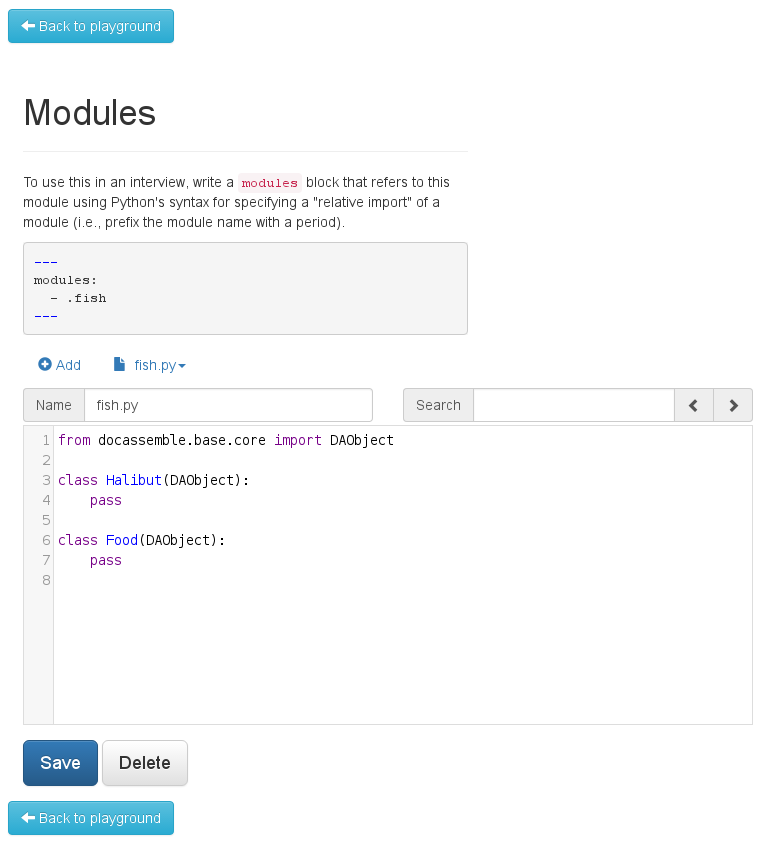 Back to playground
Modules
To use this in an interview, write a modules block that refers to this
module using Python's syntax for specifying a "relative import" of a
module (i.e., prefix the module name with a period).
---
modules:
  - .fish
---
Add fish.py
Name fish.py Search
1 from docassemble.base.core import DAObject
2
3 class Halibut(DAObject):
4     pass
5
6 class Food(DAObject):
7     pass
8
Save Delete
Back to playground